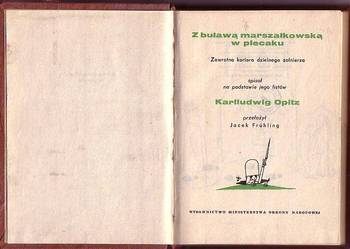 Z buławą marszałkowską
w plecaku
Zawrotna kariera dzielnego żołnierza
spisał
na podstawie jego listów
Karlludwig Opitz
przełożył
Jacek Frühling
WYDAWNICTWO MINISTERSTWA OBRONY NARODOWEJ